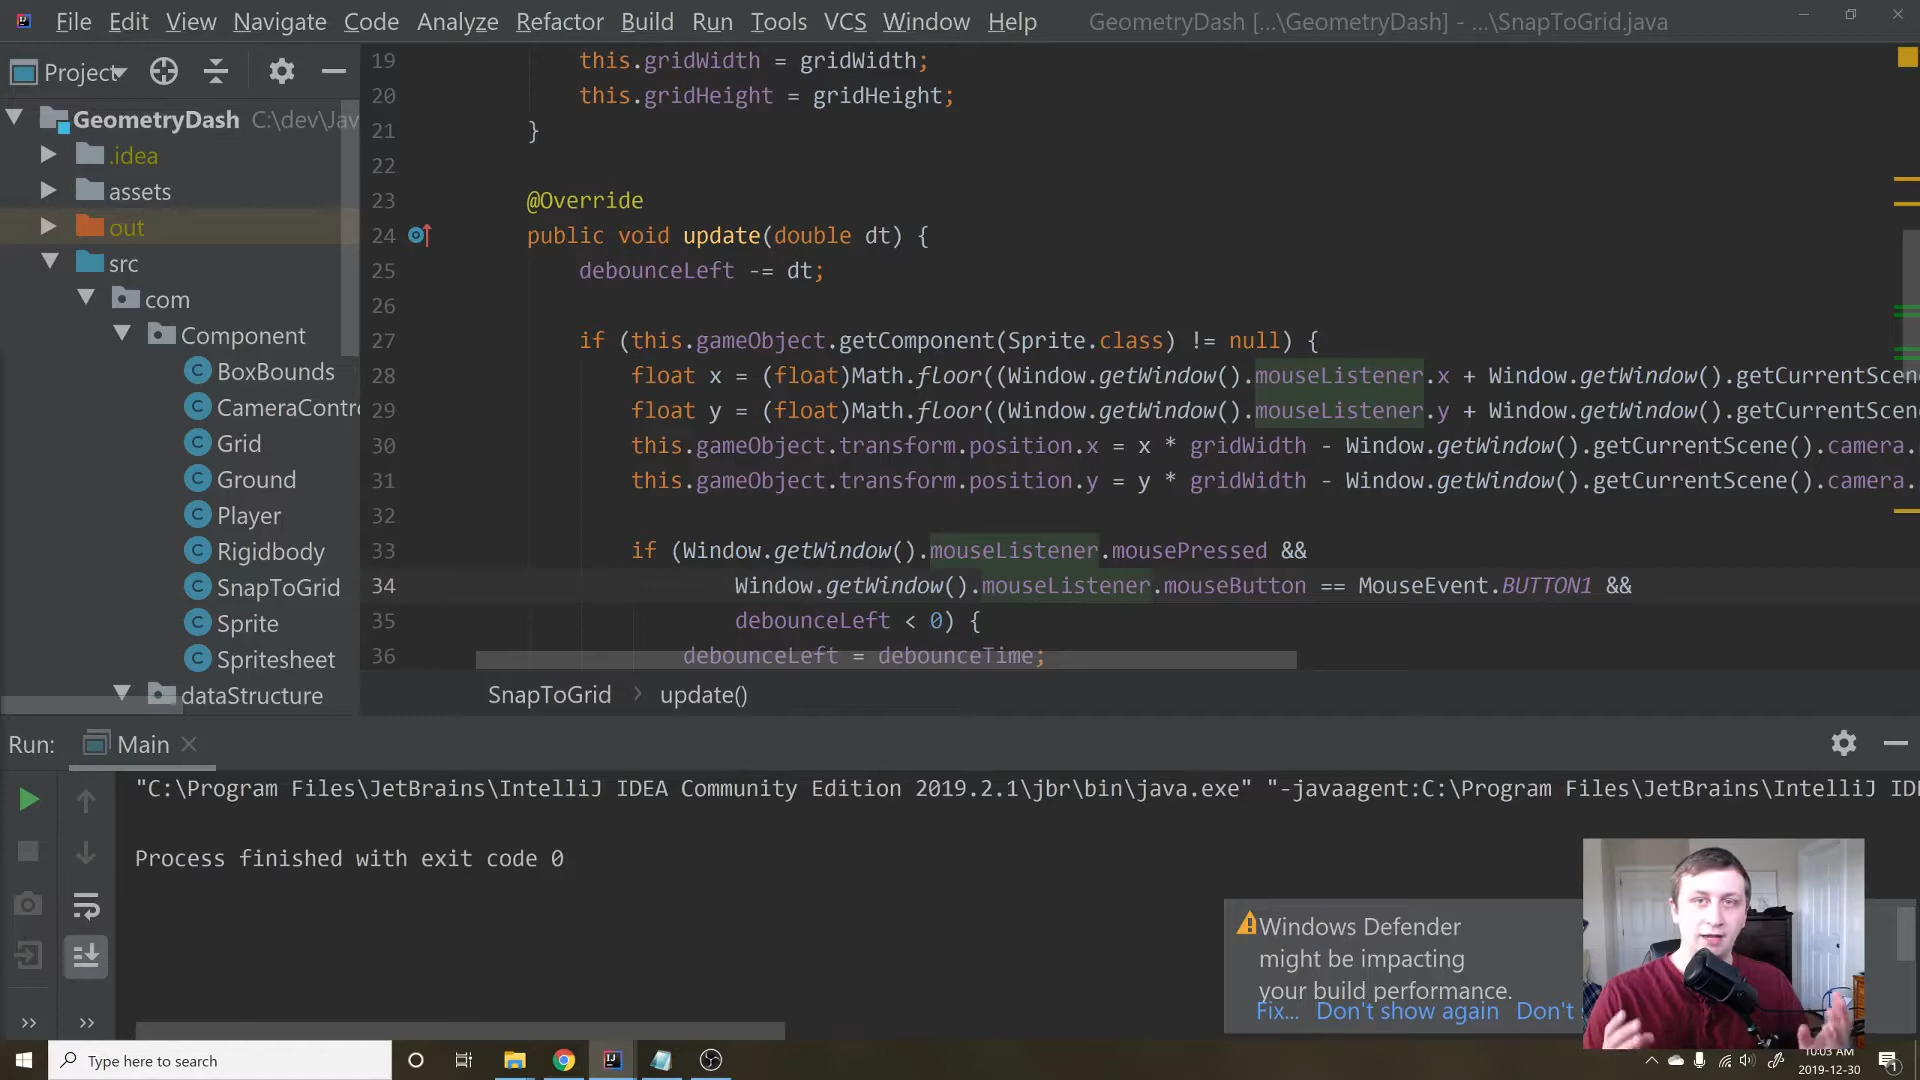 File Edit View Navigate Code Analyze Refactor Build Run Tools VCS Window Help GeometryDash [...\GeometryDash] - ...\SnapToGrid.java
Project
GeometryDash C:\dev\Jav
.idea
assets
out
src
com
Component
BoxBounds
CameraContro
Grid
Ground
Player
Rigidbody
SnapToGrid
Sprite
Spritesheet
dataStructure
19 this.gridWidth = gridWidth;
20 this.gridHeight = gridHeight;
21 }
22
23 @Override
24 public void update(double dt) {
25 debounceLeft -= dt;
26
27 if (this.gameObject.getComponent(Sprite.class) != null) {
28 float x = (float)Math.floor((Window.getWindow().mouseListener.x + Window.getWindow().getCurrentScene
29 float y = (float)Math.floor((Window.getWindow().mouseListener.y + Window.getWindow().getCurrentScene
30 this.gameObject.transform.position.x = x * gridWidth - Window.getWindow().getCurrentScene().camera.
31 this.gameObject.transform.position.y = y * gridWidth - Window.getWindow().getCurrentScene().camera.
32
33 if (Window.getWindow().mouseListener.mousePressed &&
34 Window.getWindow().mouseListener.mouseButton == MouseEvent.BUTTON1 &&
35 debounceLeft < 0) {
36 debounceLeft = debounceTime;
SnapToGrid > update()
Run: Main
"C:\Program Files\JetBrains\IntelliJ IDEA Community Edition 2019.2.1\jbr\bin\java.exe" "-javaagent:C:\Program Files\JetBrains\IntelliJ IDE
Process finished with exit code 0
Windows Defender
might be impacting
your build performance.
Fix... Don't show again Don't s
Type here to search
10:03 AM
2019-12-30
1